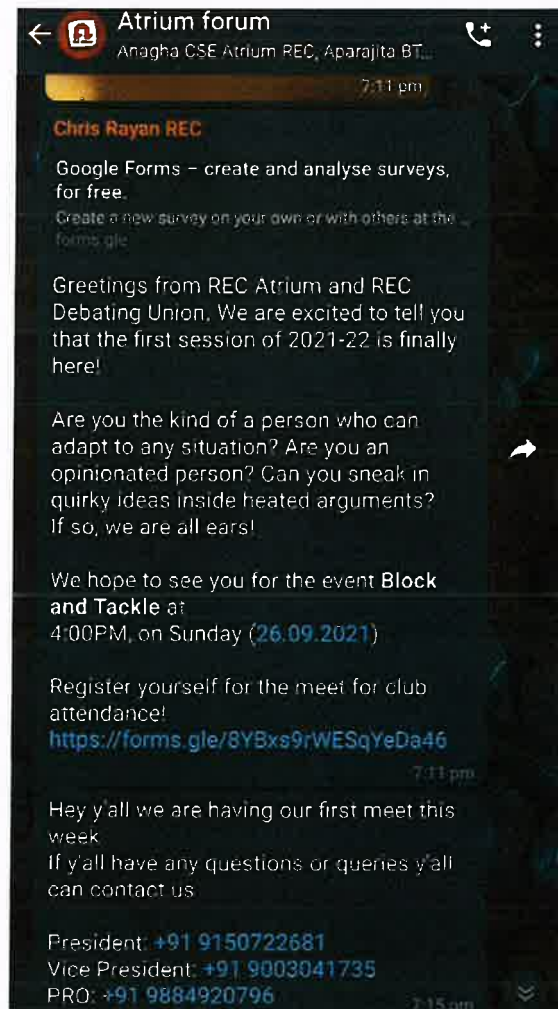 Atrium forum
Anagha CSE Atrium REC, Aparajita BT...
7:11 pm
Chris Rayan REC
Google Forms – create and analyse surveys,
for free.
Create a new survey on your own or with others at the ...
forms.gle
Greetings from REC Atrium and REC
Debating Union, We are excited to tell you
that the first session of 2021-22 is finally
here!
Are you the kind of a person who can
adapt to any situation? Are you an
opinionated person? Can you sneak in
quirky ideas inside heated arguments?
If so, we are all ears!
We hope to see you for the event Block
and Tackle at
4:00PM, on Sunday (26.09.2021)
Register yourself for the meet for club
attendance!
https://forms.gle/8YBxs9rWESqYeDa46
7:11 pm
Hey y'all we are having our first meet this
week
If y'all have any questions or queries y'all
can contact us
President: +91 9150722681
Vice President: +91 9003041735
PRO: +91 9884920796
7:15 pm